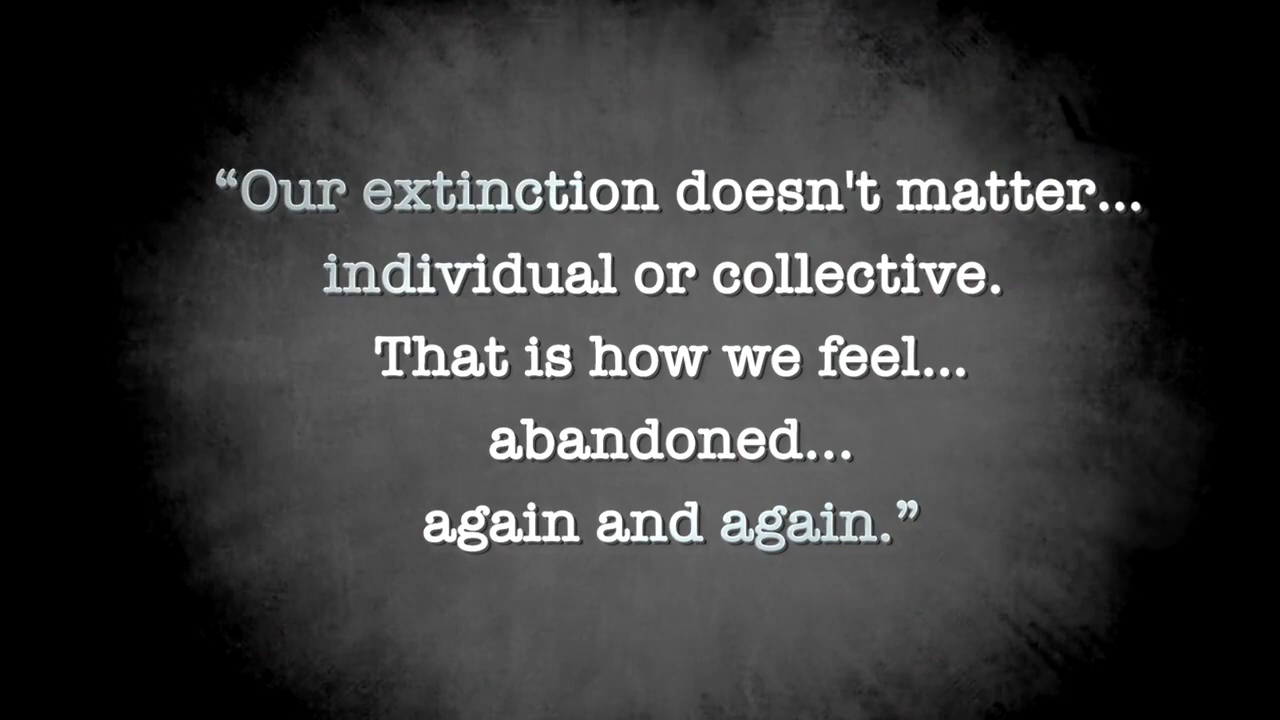 “Our extinction doesn't matter...
individual or collective.
That is how we feel...
abandoned...
again and again.”